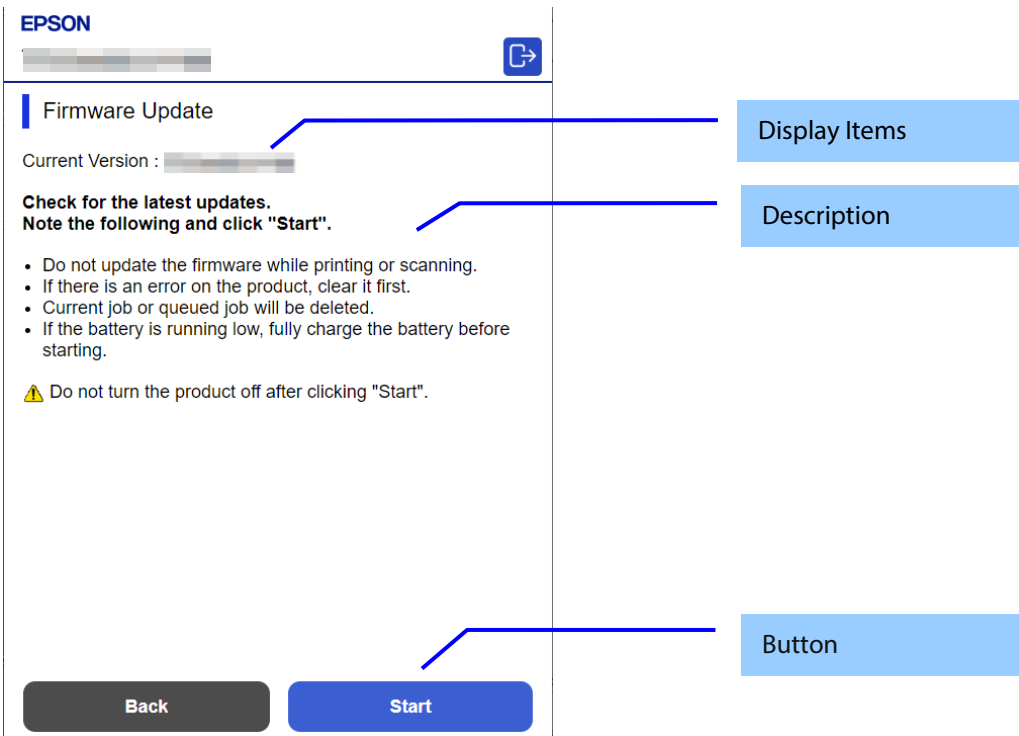 EPSON
Firmware Update
Display Items
Current Version :
Check for the latest updates.
Note the following and click "Start".
Description
• Do not update the firmware while printing or scanning.
• If there is an error on the product, clear it first.
• Current job or queued job will be deleted.
• If the battery is running low, fully charge the battery before
starting.
Do not turn the product off after clicking "Start".
Button
Back
Start